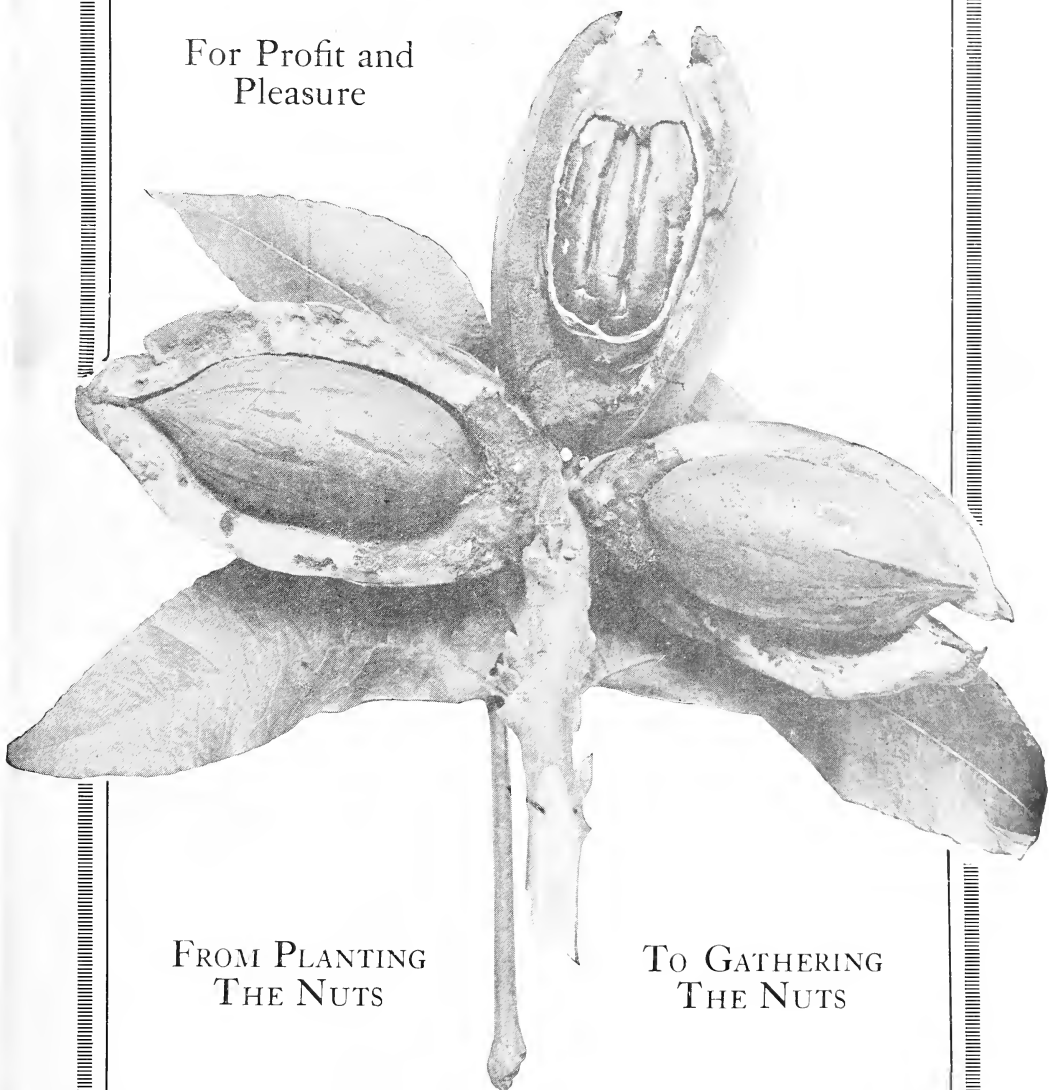 For Profit and
Pleasure
From Planting
The Nuts
To Gathering
The Nuts